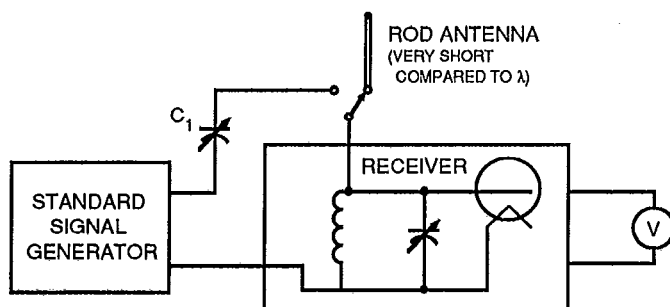 ROD ANTENNA
(VERY SHORT
COMPARED TO λ)
C1
RECEIVER
STANDARD
SIGNAL
GENERATOR
V